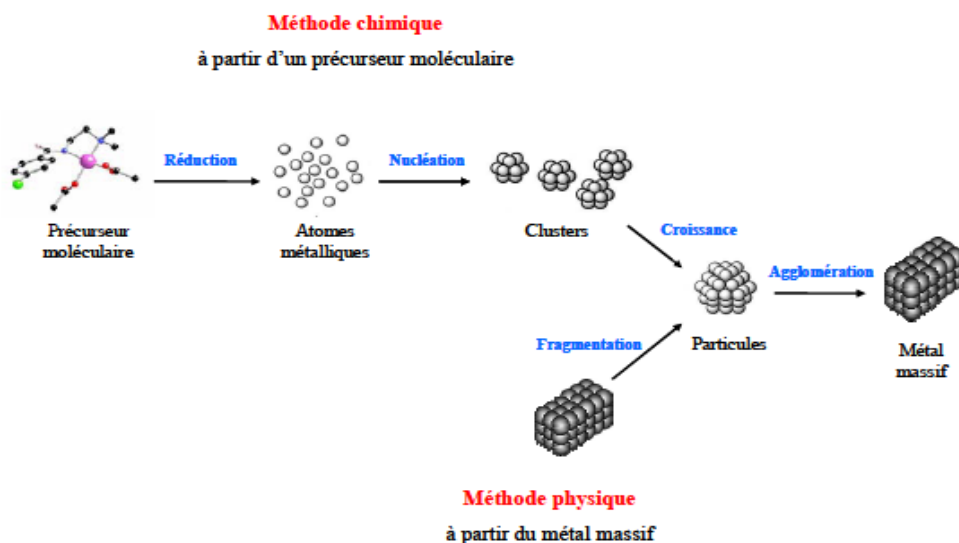 Méthode chimique
à partir d'un précurseur moléculaire
Réduction
Nucléation
Précurseur
moléculaire
Atomes
métalliques
Clusters
Croissance
Agglomération
Fragmentation
Particules
Métal
massif
Méthode physique
à partir du métal massif